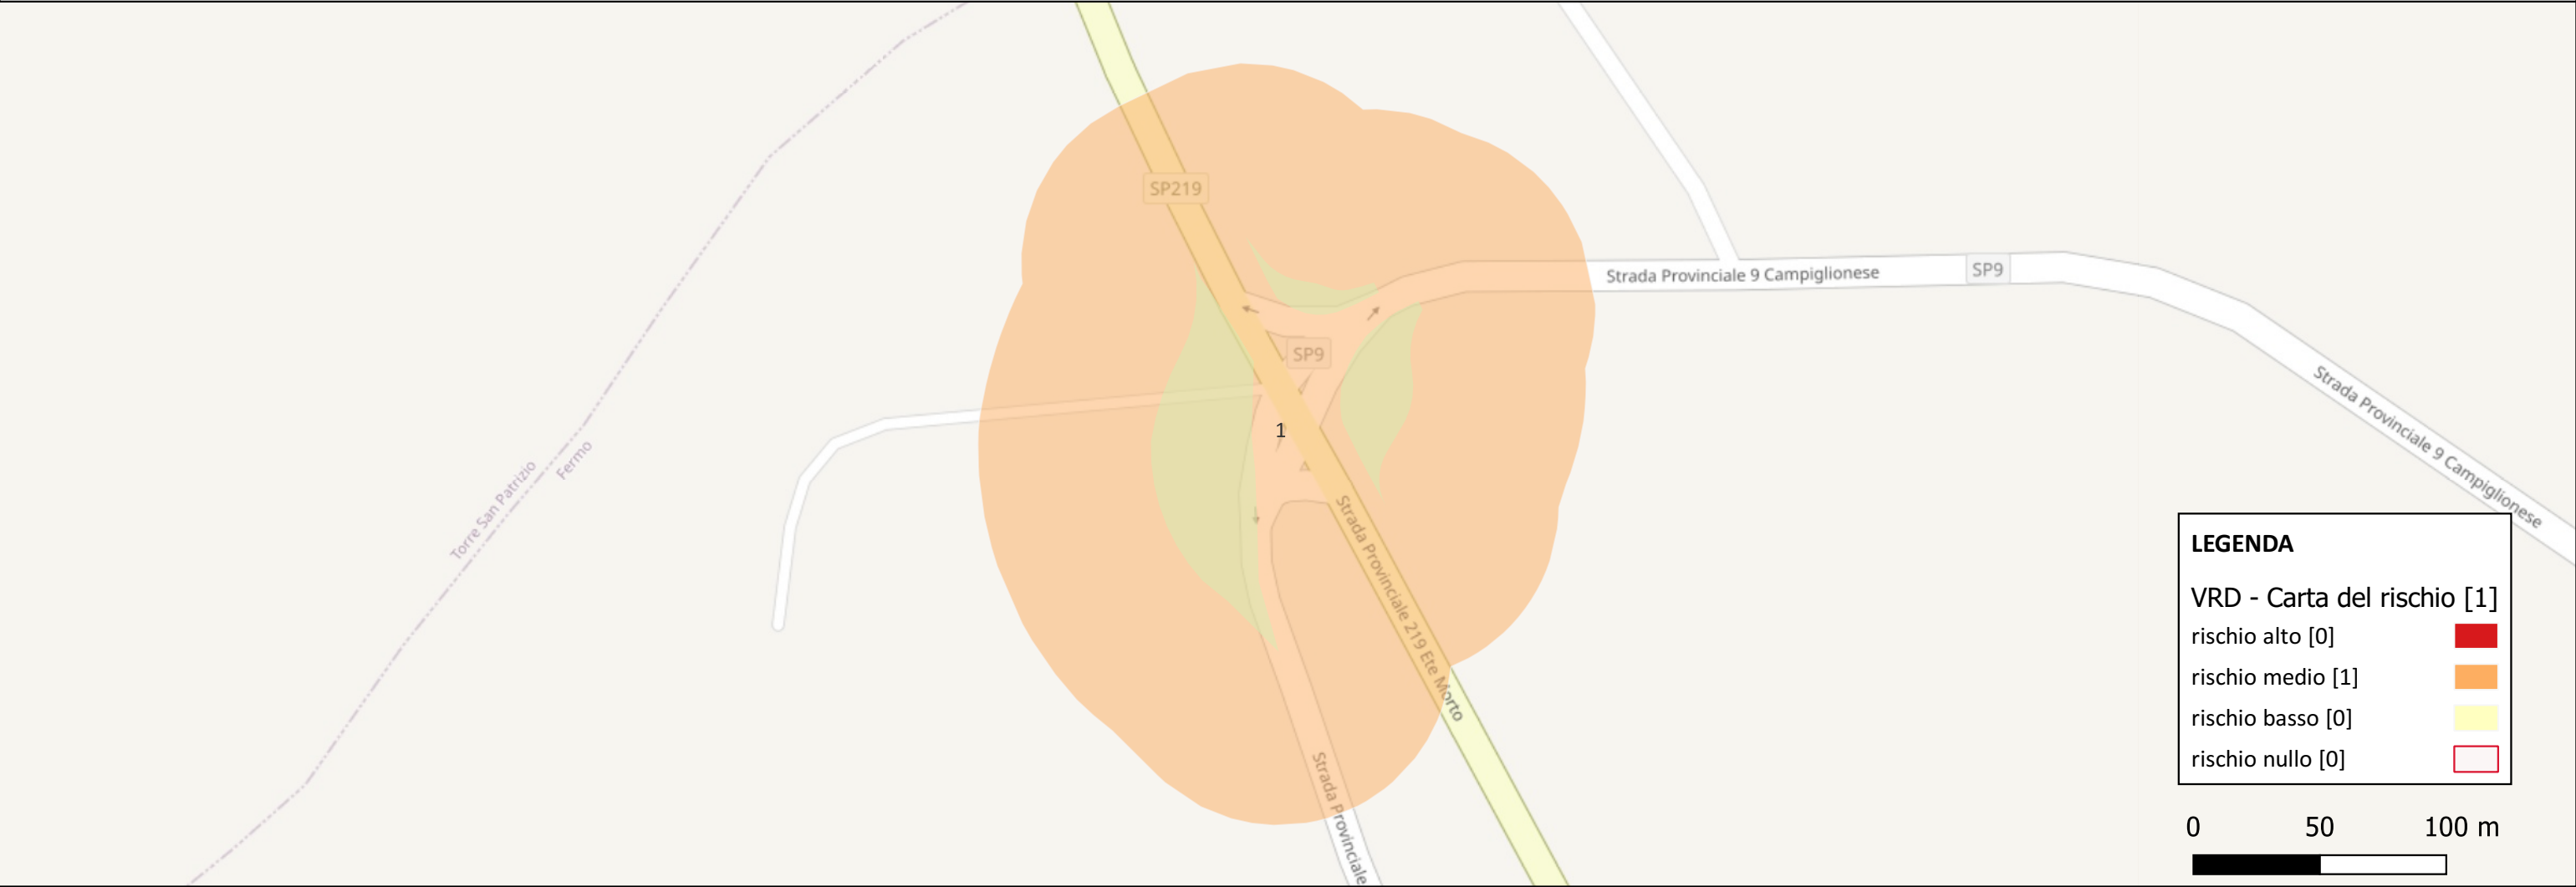 SP219
Strada Provinciale 9 Campiglionese
SP9
SP9
Strada Provinciale 9 Campiglionese
1
Torre San Patrizio
Fermo
Strada Provinciale 219 Ete Morto
Strada Provinciale
LEGENDA
VRD - Carta del rischio [1]
rischio alto [0]
rischio medio [1]
rischio basso [0]
rischio nullo [0]
0 50 100 m